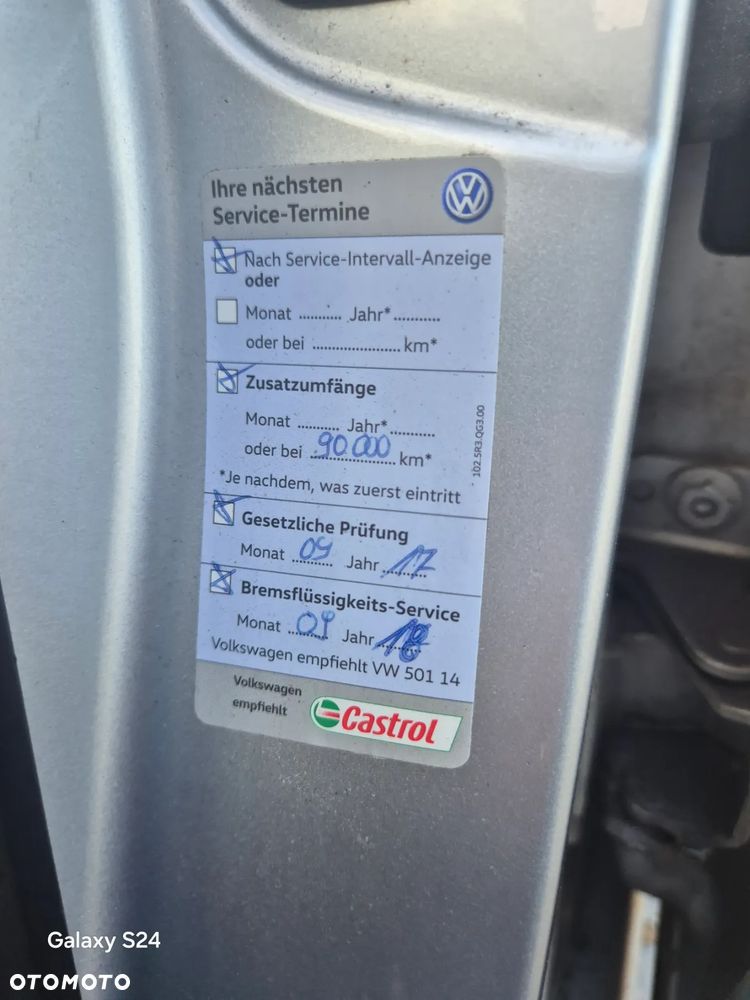 Ihre nächsten
Service-Termine
Nach Service-Intervall-Anzeige
oder
Monat .......... Jahr*...........
oder bei ..................... km*
Zusatzumfänge
Monat .......... Jahr*...........
oder bei 90.000 km*
*Je nachdem, was zuerst eintritt
102.5R3.QG3.00
Gesetzliche Prüfung
Monat 09 Jahr 17
Bremsflüssigkeits-Service
Monat 09 Jahr 18
Volkswagen empfiehlt VW 501 14
Volkswagen
empfiehlt
Castrol
Galaxy S24
OTOMOTO